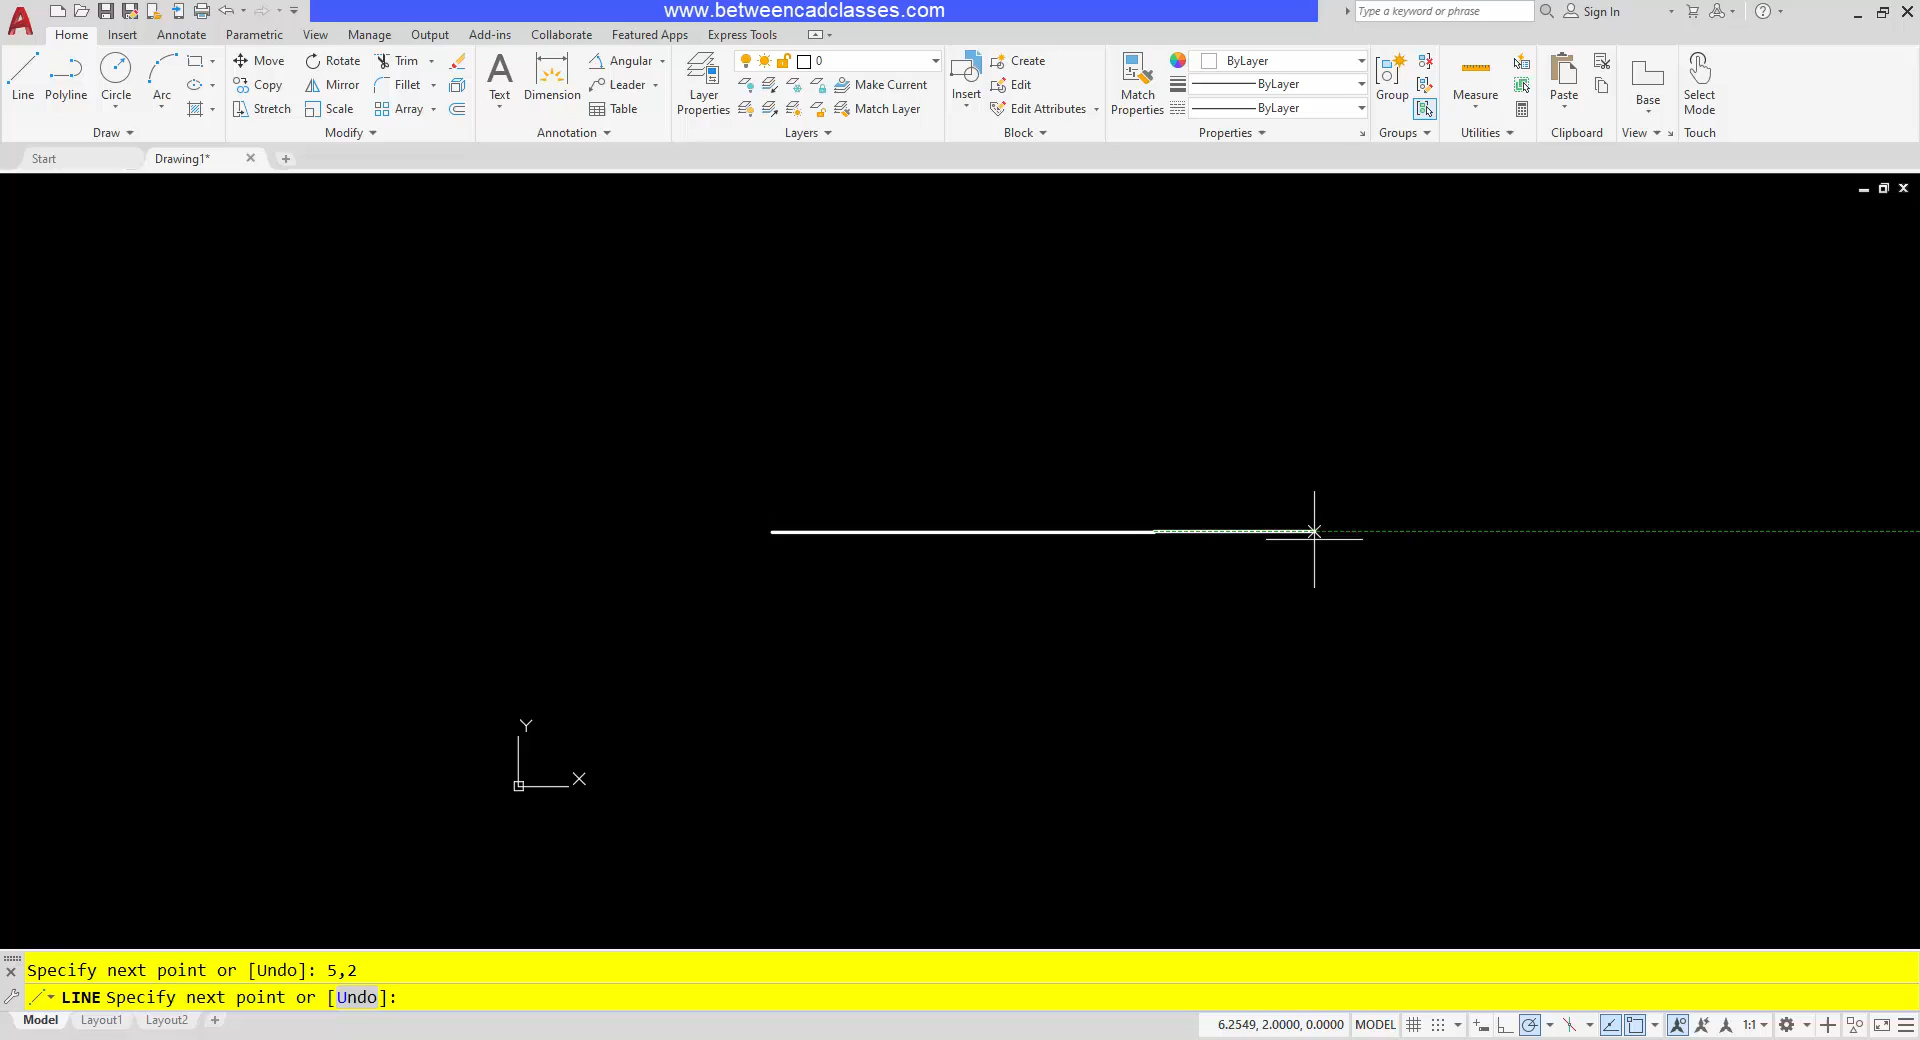 www.betweencadclasses.com
Type a keyword or phrase
Sign In
Home Insert Annotate Parametric View Manage Output Add-ins Collaborate Featured Apps Express Tools
Line Polyline Circle Arc
Draw
Move Rotate Trim
Copy Mirror Fillet
Stretch Scale Array
Modify
Text Dimension
Angular
Leader
Table
Annotation
Layer Properties
0
Make Current
Match Layer
Layers
Insert
Create
Edit
Edit Attributes
Block
Match Properties
ByLayer
ByLayer
ByLayer
Properties
Group
Groups
Measure
Utilities
Paste
Clipboard
Base
View
Select Mode
Touch
Start Drawing1*
Y
X
Specify next point or [Undo]: 5,2
LINE Specify next point or [Undo]:
Model Layout1 Layout2
6.2549, 2.0000, 0.0000 MODEL 1:1